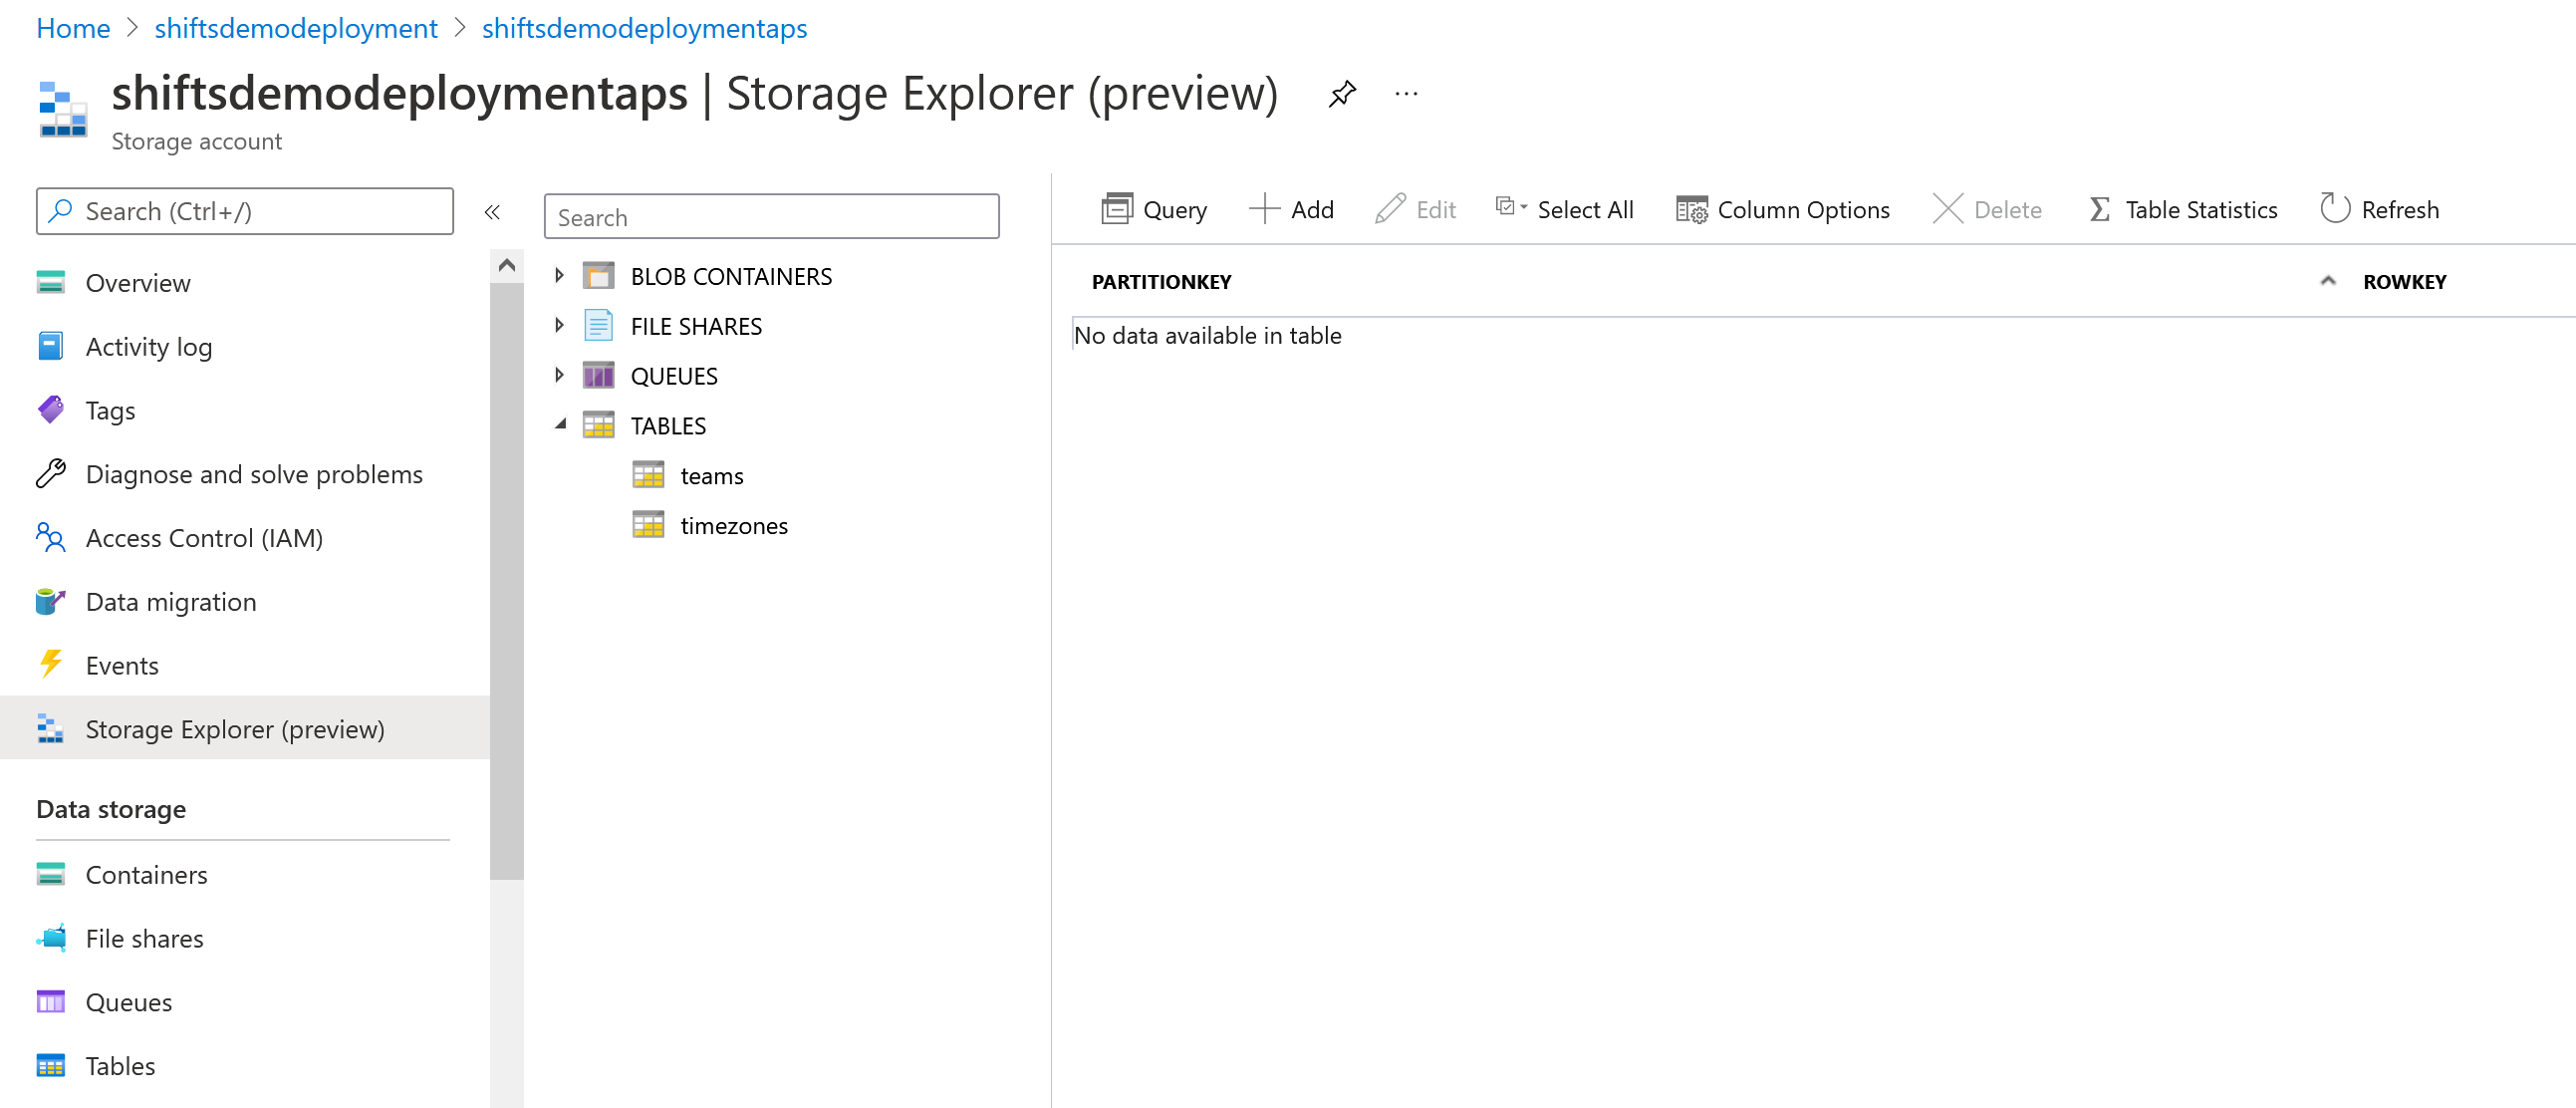 Home > shiftsdemodeployment > shiftsdemodeploymentaps
shiftsdemodeploymentaps | Storage Explorer (preview) ...
Storage account
Search (Ctrl+/)
«
Overview
Activity log
Tags
Diagnose and solve problems
Access Control (IAM)
Data migration
Events
Storage Explorer (preview)
Data storage
Containers
File shares
Queues
Tables
Search
BLOB CONTAINERS
FILE SHARES
QUEUES
TABLES
teams
timezones
Query Add Edit Select All Column Options Delete Σ Table Statistics Refresh
PARTITIONKEY ROWKEY
No data available in table